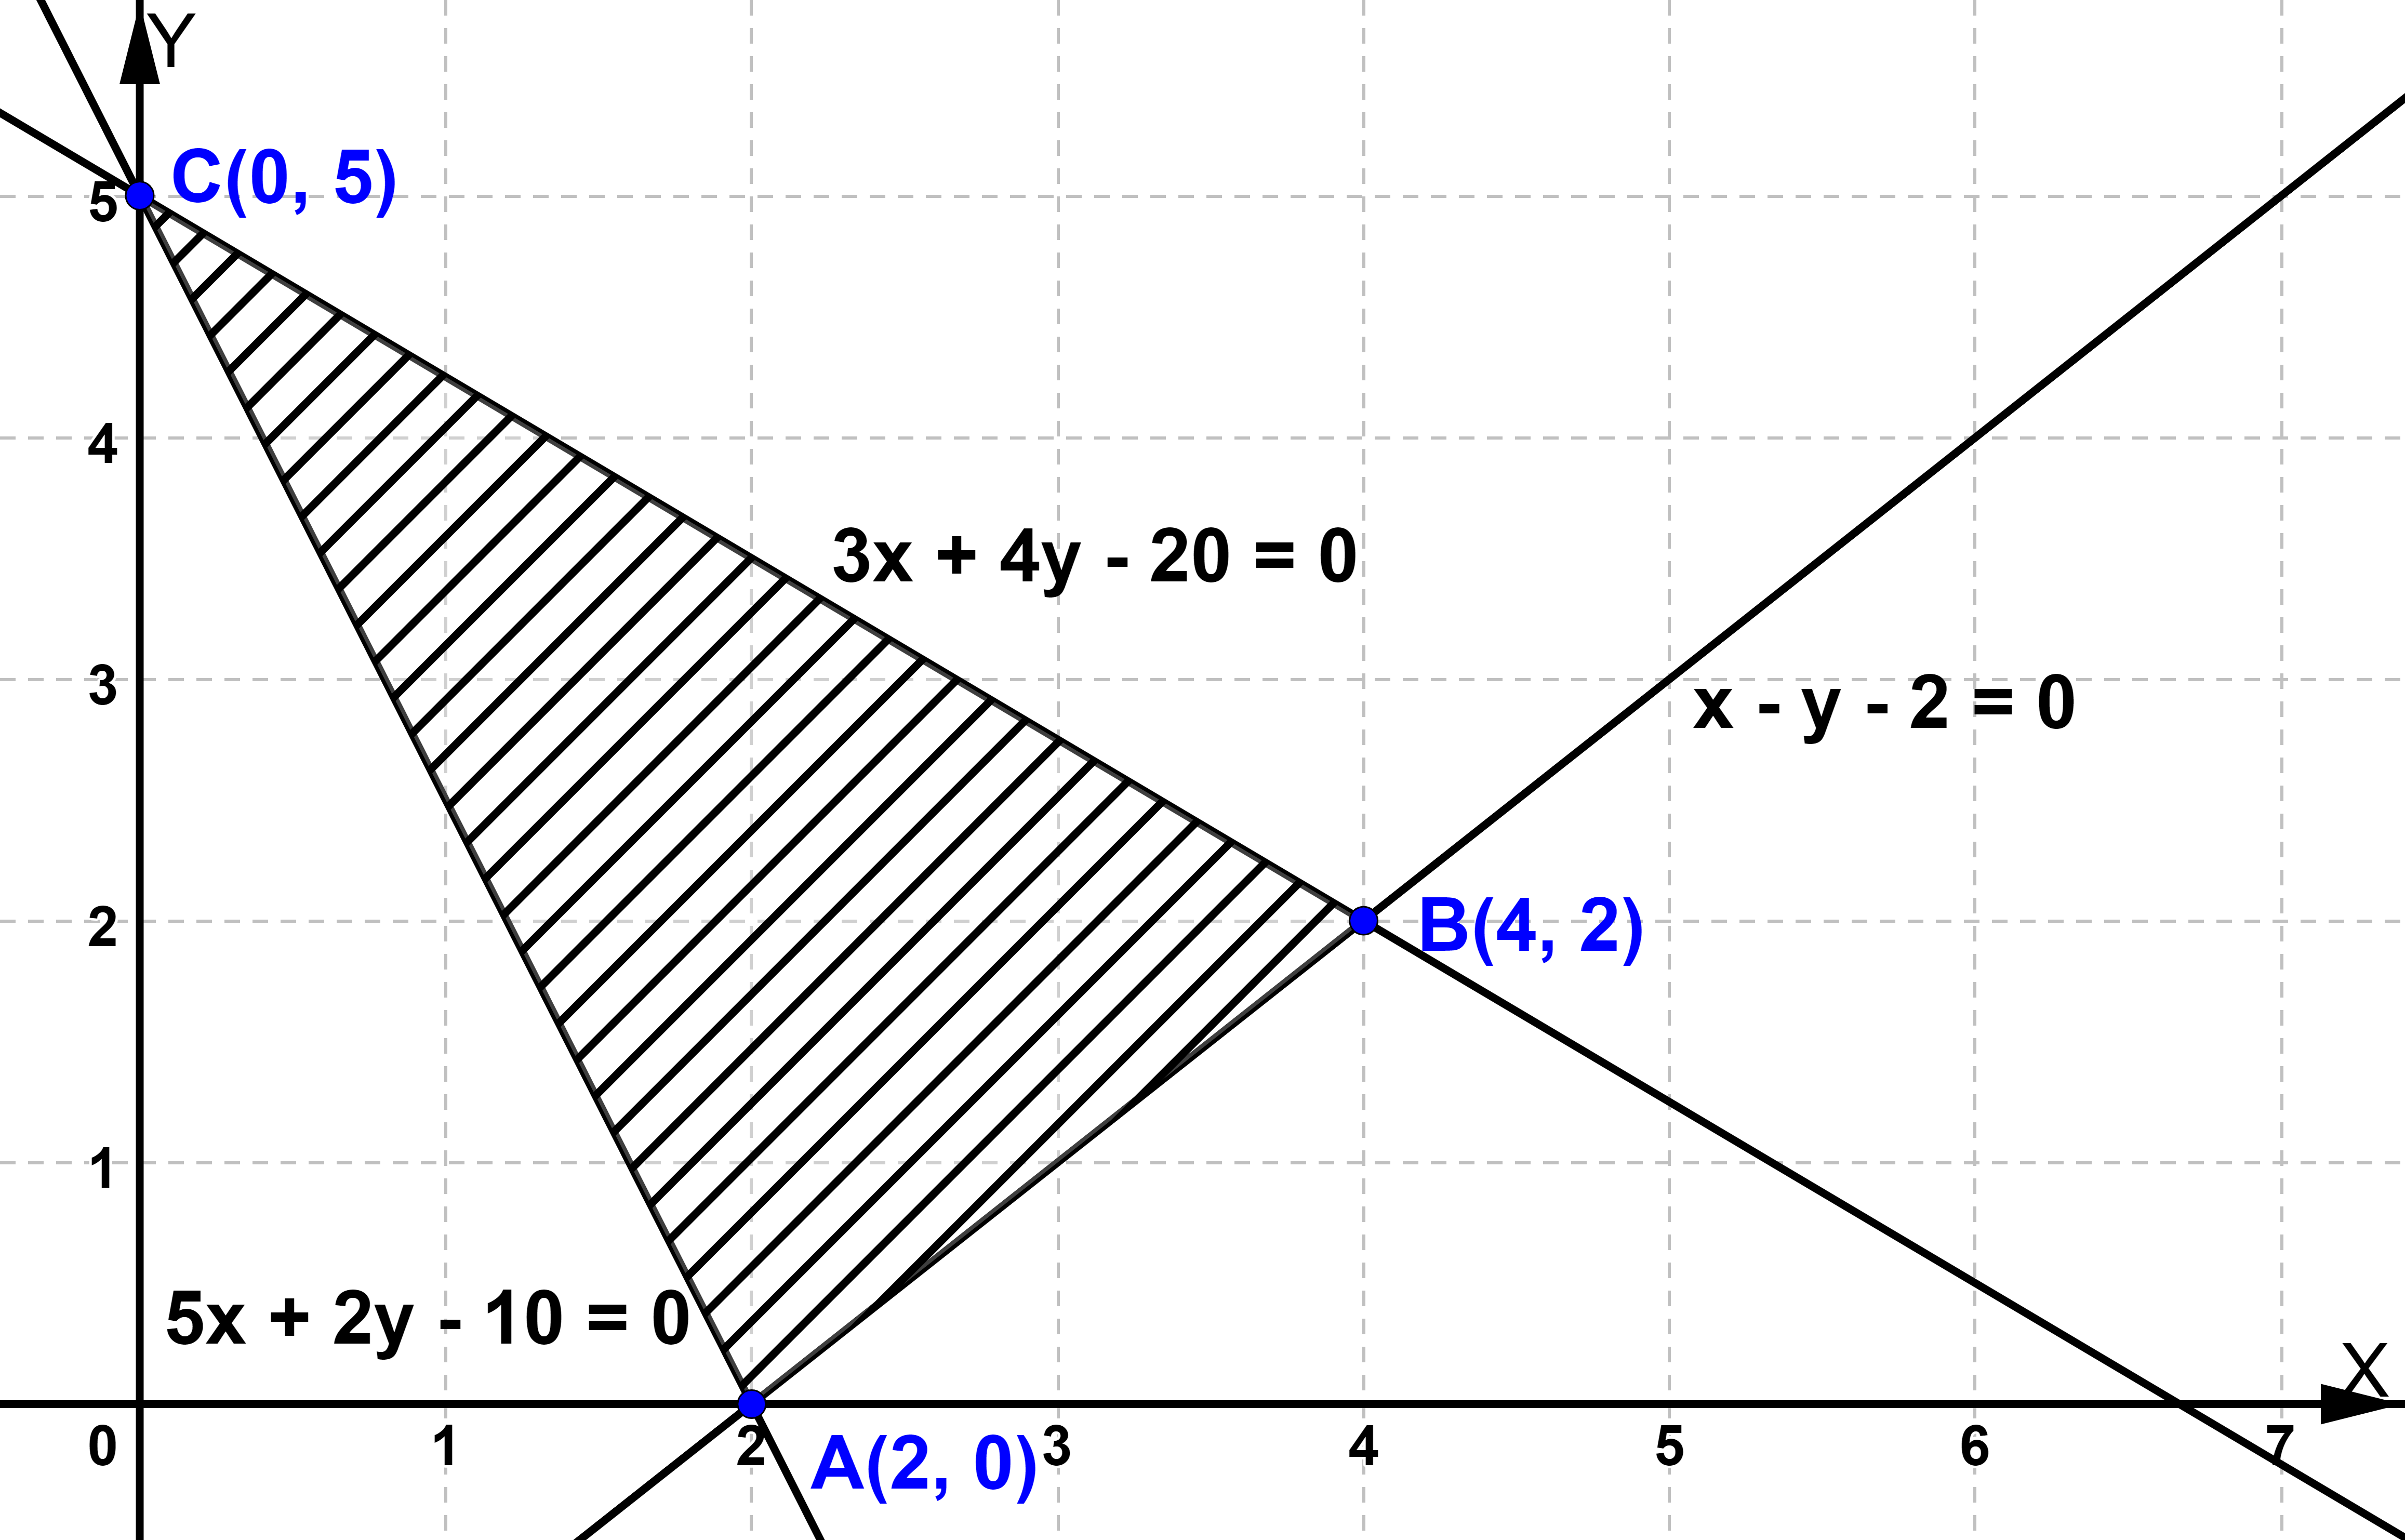 Y
C(0, 5)
5
4
3x + 4y - 20 = 0
3
x - y - 2 = 0
2
B(4, 2)
1
5x + 2y - 10 = 0
X
0 1 2 3 4 5 6 7
A(2, 0)